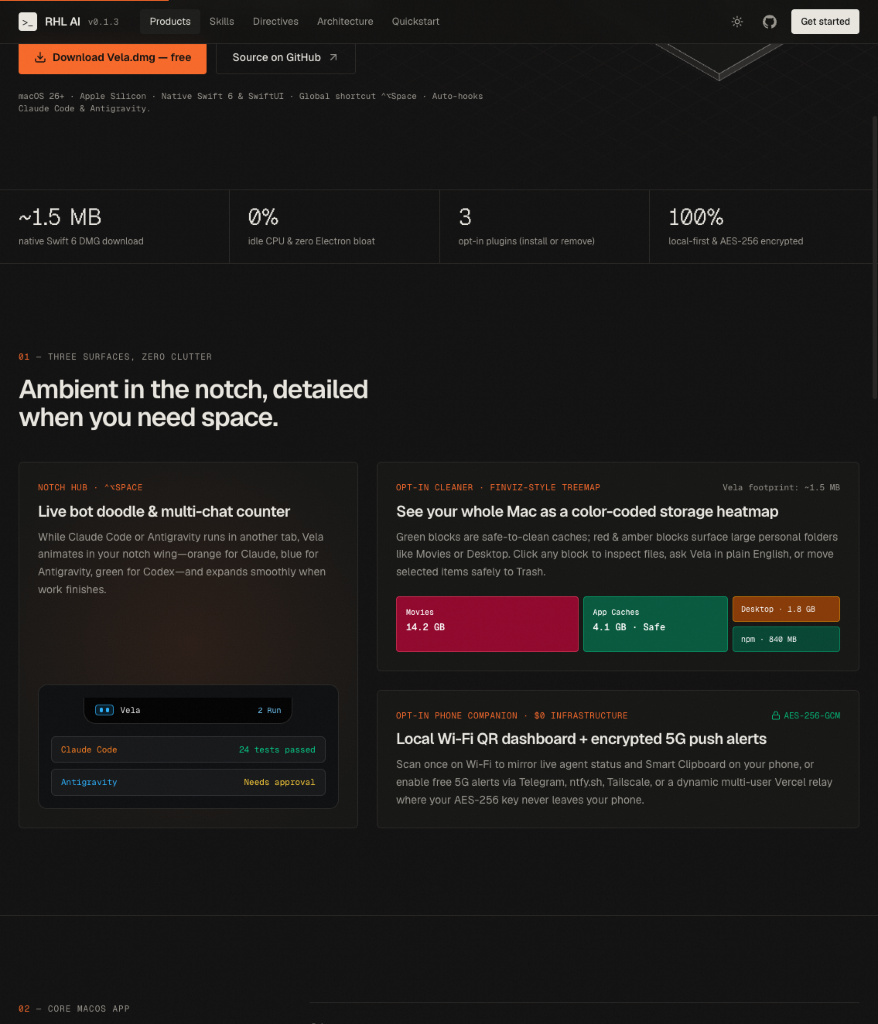 >_ RHL AI v0.1.3 Products Skills Directives Architecture Quickstart Get started
Download Vela.dmg — free Source on GitHub
macOS 26+ · Apple Silicon · Native Swift 6 & SwiftUI · Global shortcut ⌃⌥Space · Auto-hooks
Claude Code & Antigravity.
~1.5 MB
native Swift 6 DMG download
0%
idle CPU & zero Electron bloat
3
opt-in plugins (install or remove)
100%
local-first & AES-256 encrypted
01 — THREE SURFACES, ZERO CLUTTER
Ambient in the notch, detailed
when you need space.
NOTCH HUB · ⌃⌥SPACE
Live bot doodle & multi-chat counter
While Claude Code or Antigravity runs in another tab, Vela
animates in your notch wing—orange for Claude, blue for
Antigravity, green for Codex—and expands smoothly when
work finishes.
Vela 2 Run
Claude Code 24 tests passed
Antigravity Needs approval
OPT-IN CLEANER · FINVIZ-STYLE TREEMAP Vela footprint: ~1.5 MB
See your whole Mac as a color-coded storage heatmap
Green blocks are safe-to-clean caches; red & amber blocks surface large personal folders
like Movies or Desktop. Click any block to inspect files, ask Vela in plain English, or move
selected items safely to Trash.
Movies
14.2 GB
App Caches
4.1 GB · Safe
Desktop · 1.8 GB
npm · 840 MB
OPT-IN PHONE COMPANION · $0 INFRASTRUCTURE AES-256-GCM
Local Wi-Fi QR dashboard + encrypted 5G push alerts
Scan once on Wi-Fi to mirror live agent status and Smart Clipboard on your phone, or
enable free 5G alerts via Telegram, ntfy.sh, Tailscale, or a dynamic multi-user Vercel relay
where your AES-256 key never leaves your phone.
02 — CORE MACOS APP